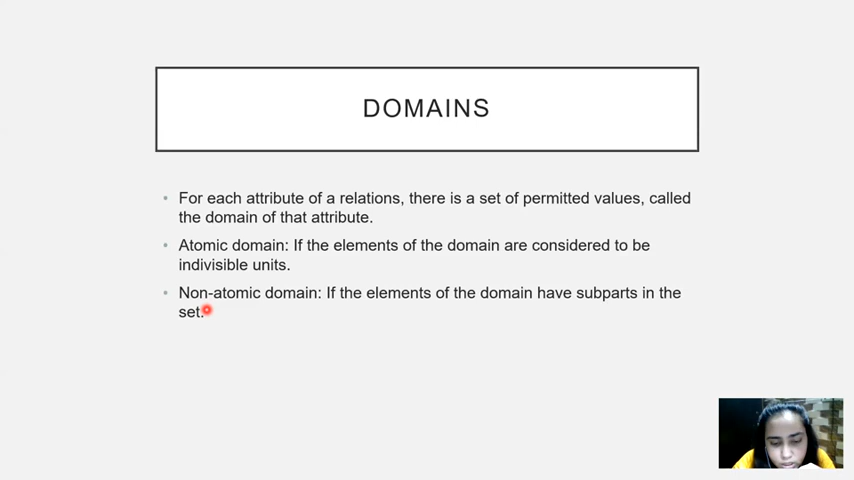 DOMAINS
For each attribute of a relations, there is a set of permitted values, called
the domain of that attribute.
Atomic domain: If the elements of the domain are considered to be
indivisible units.
Non-atomic domain: If the elements of the domain have subparts in the
set.